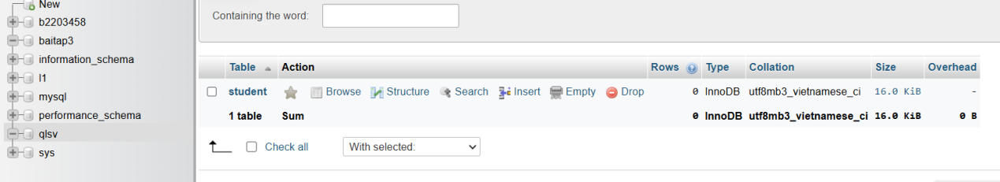 New
b2203458
baitap3
information_schema
l1
mysql
performance_schema
qlsv
sys
Containing the word:
Table Action Rows Type Collation Size Overhead
student Browse Structure Search Insert Empty Drop 0 InnoDB utf8mb3_vietnamese_ci 16.0 KiB -
1 table Sum 0 InnoDB utf8mb3_vietnamese_ci 16.0 KiB 0 B
Check all With selected: